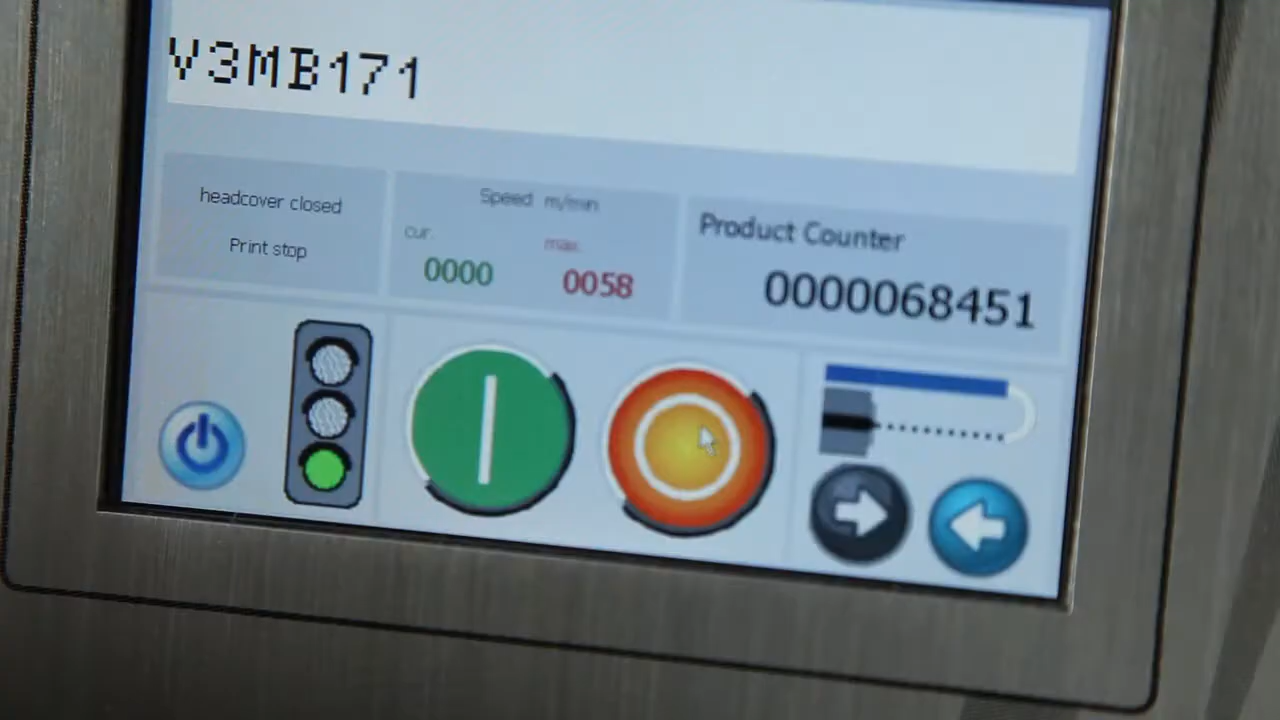 V3MB171
headcover closed
Print stop
Speed m/min
cur.
max.
0000
0058
Product Counter
0000068451